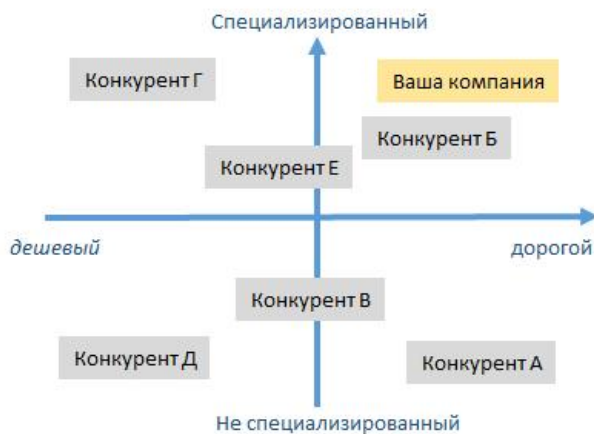 Специализированный
Конкурент Г
Ваша компания
Конкурент Б
Конкурент Е
дешевый
дорогой
Конкурент В
Конкурент Д
Конкурент А
Не специализированный